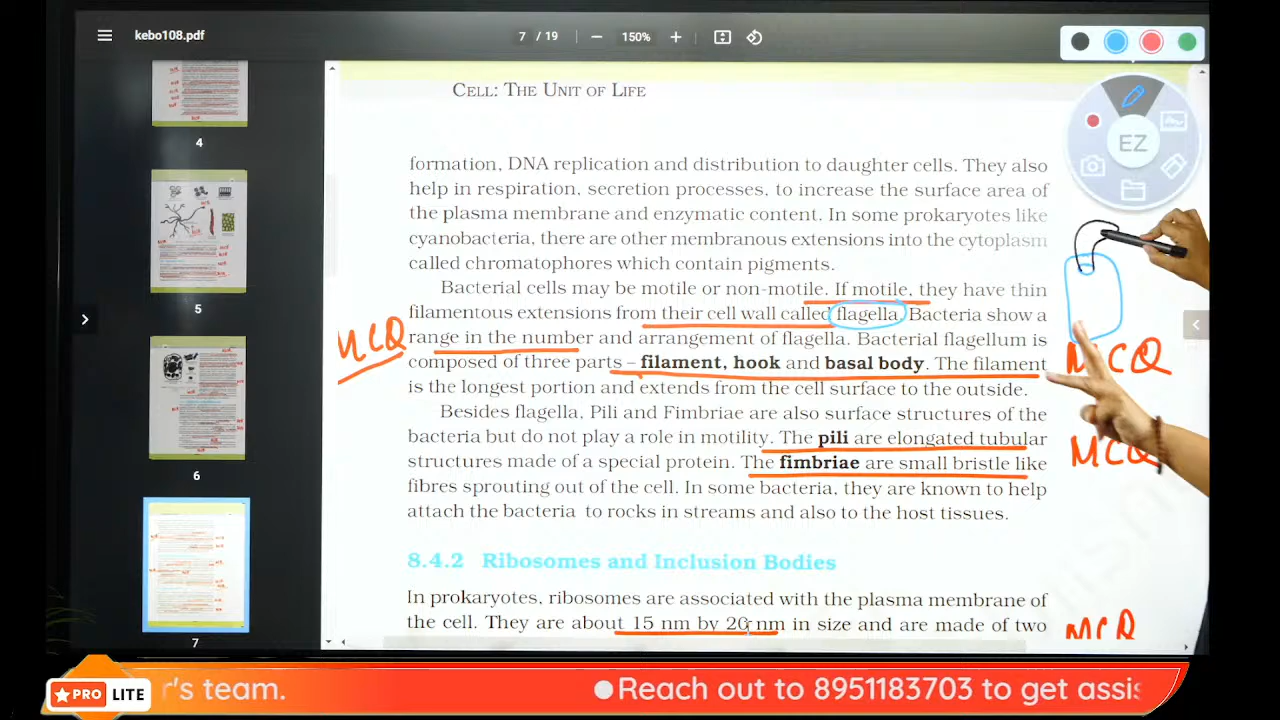 kebo108.pdf
7 / 19
150%
EZ
4
5
6
7
CELL: THE UNIT OF LIFE
formation, DNA replication and distribution to daughter cells. They also
help in respiration, secretion processes, to increase the surface area of
the plasma membrane and enzymatic content. In some prokaryotes like
cyanobacteria, there are other membranous extensions into the cytoplasm
called chromatophores which contain pigments.
Bacterial cells may be motile or non-motile. If motile, they have thin
filamentous extensions from their cell wall called flagella. Bacteria show a
range in the number and arrangement of flagella. Bacterial flagellum is
composed of three parts – filament, hook and basal body. The filament
is the longest portion and extends from the cell surface to the outside.
Besides flagella, Pili and Fimbriae are also surface structures of the
bacteria but do not play a role in motility. The pili are elongated tubular
structures made of a special protein. The fimbriae are small bristle like
fibres sprouting out of the cell. In some bacteria, they are known to help
attach the bacteria to rocks in streams and also to the host tissues.
8.4.2 Ribosomes and Inclusion Bodies
In prokaryotes, ribosomes are associated with the plasma membrane of
the cell. They are about 15 nm by 20 nm in size and are made of two
MCQ
MCQ
MCQ
MCQ
PRO LITE
r's team.
Reach out to 8951183703 to get assis